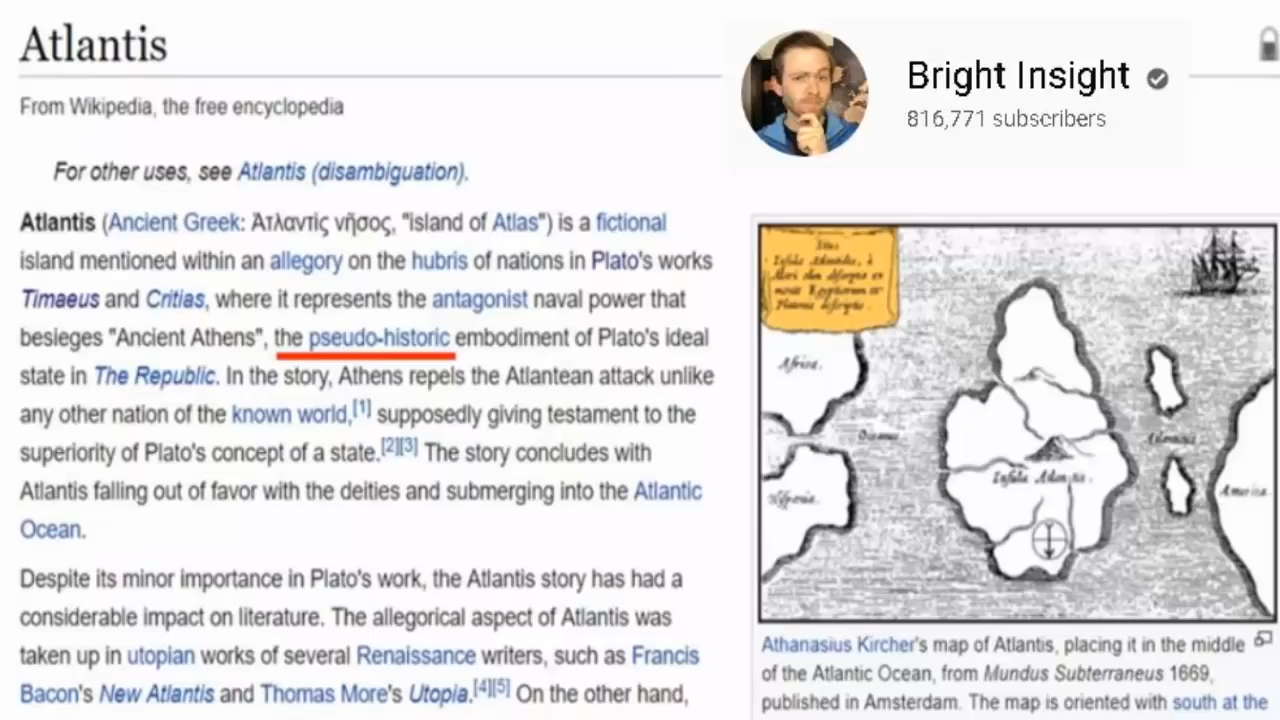 Atlantis
From Wikipedia, the free encyclopedia
Bright Insight
816,771 subscribers
For other uses, see Atlantis (disambiguation).
Atlantis (Ancient Greek: Ἀτλαντὶς νῆσος, "island of Atlas") is a fictional
island mentioned within an allegory on the hubris of nations in Plato's works
Timaeus and Critias, where it represents the antagonist naval power that
besieges "Ancient Athens", the pseudo-historic embodiment of Plato's ideal
state in The Republic. In the story, Athens repels the Atlantean attack unlike
any other nation of the known world,[1] supposedly giving testament to the
superiority of Plato's concept of a state.[2][3] The story concludes with
Atlantis falling out of favor with the deities and submerging into the Atlantic
Ocean.
Despite its minor importance in Plato's work, the Atlantis story has had a
considerable impact on literature. The allegorical aspect of Atlantis was
taken up in utopian works of several Renaissance writers, such as Francis
Bacon's New Atlantis and Thomas More's Utopia.[4][5] On the other hand,
Africa.
Insula Atlantis.
America.
Athanasius Kircher's map of Atlantis, placing it in the middle
of the Atlantic Ocean, from Mundus Subterraneus 1669,
published in Amsterdam. The map is oriented with south at the